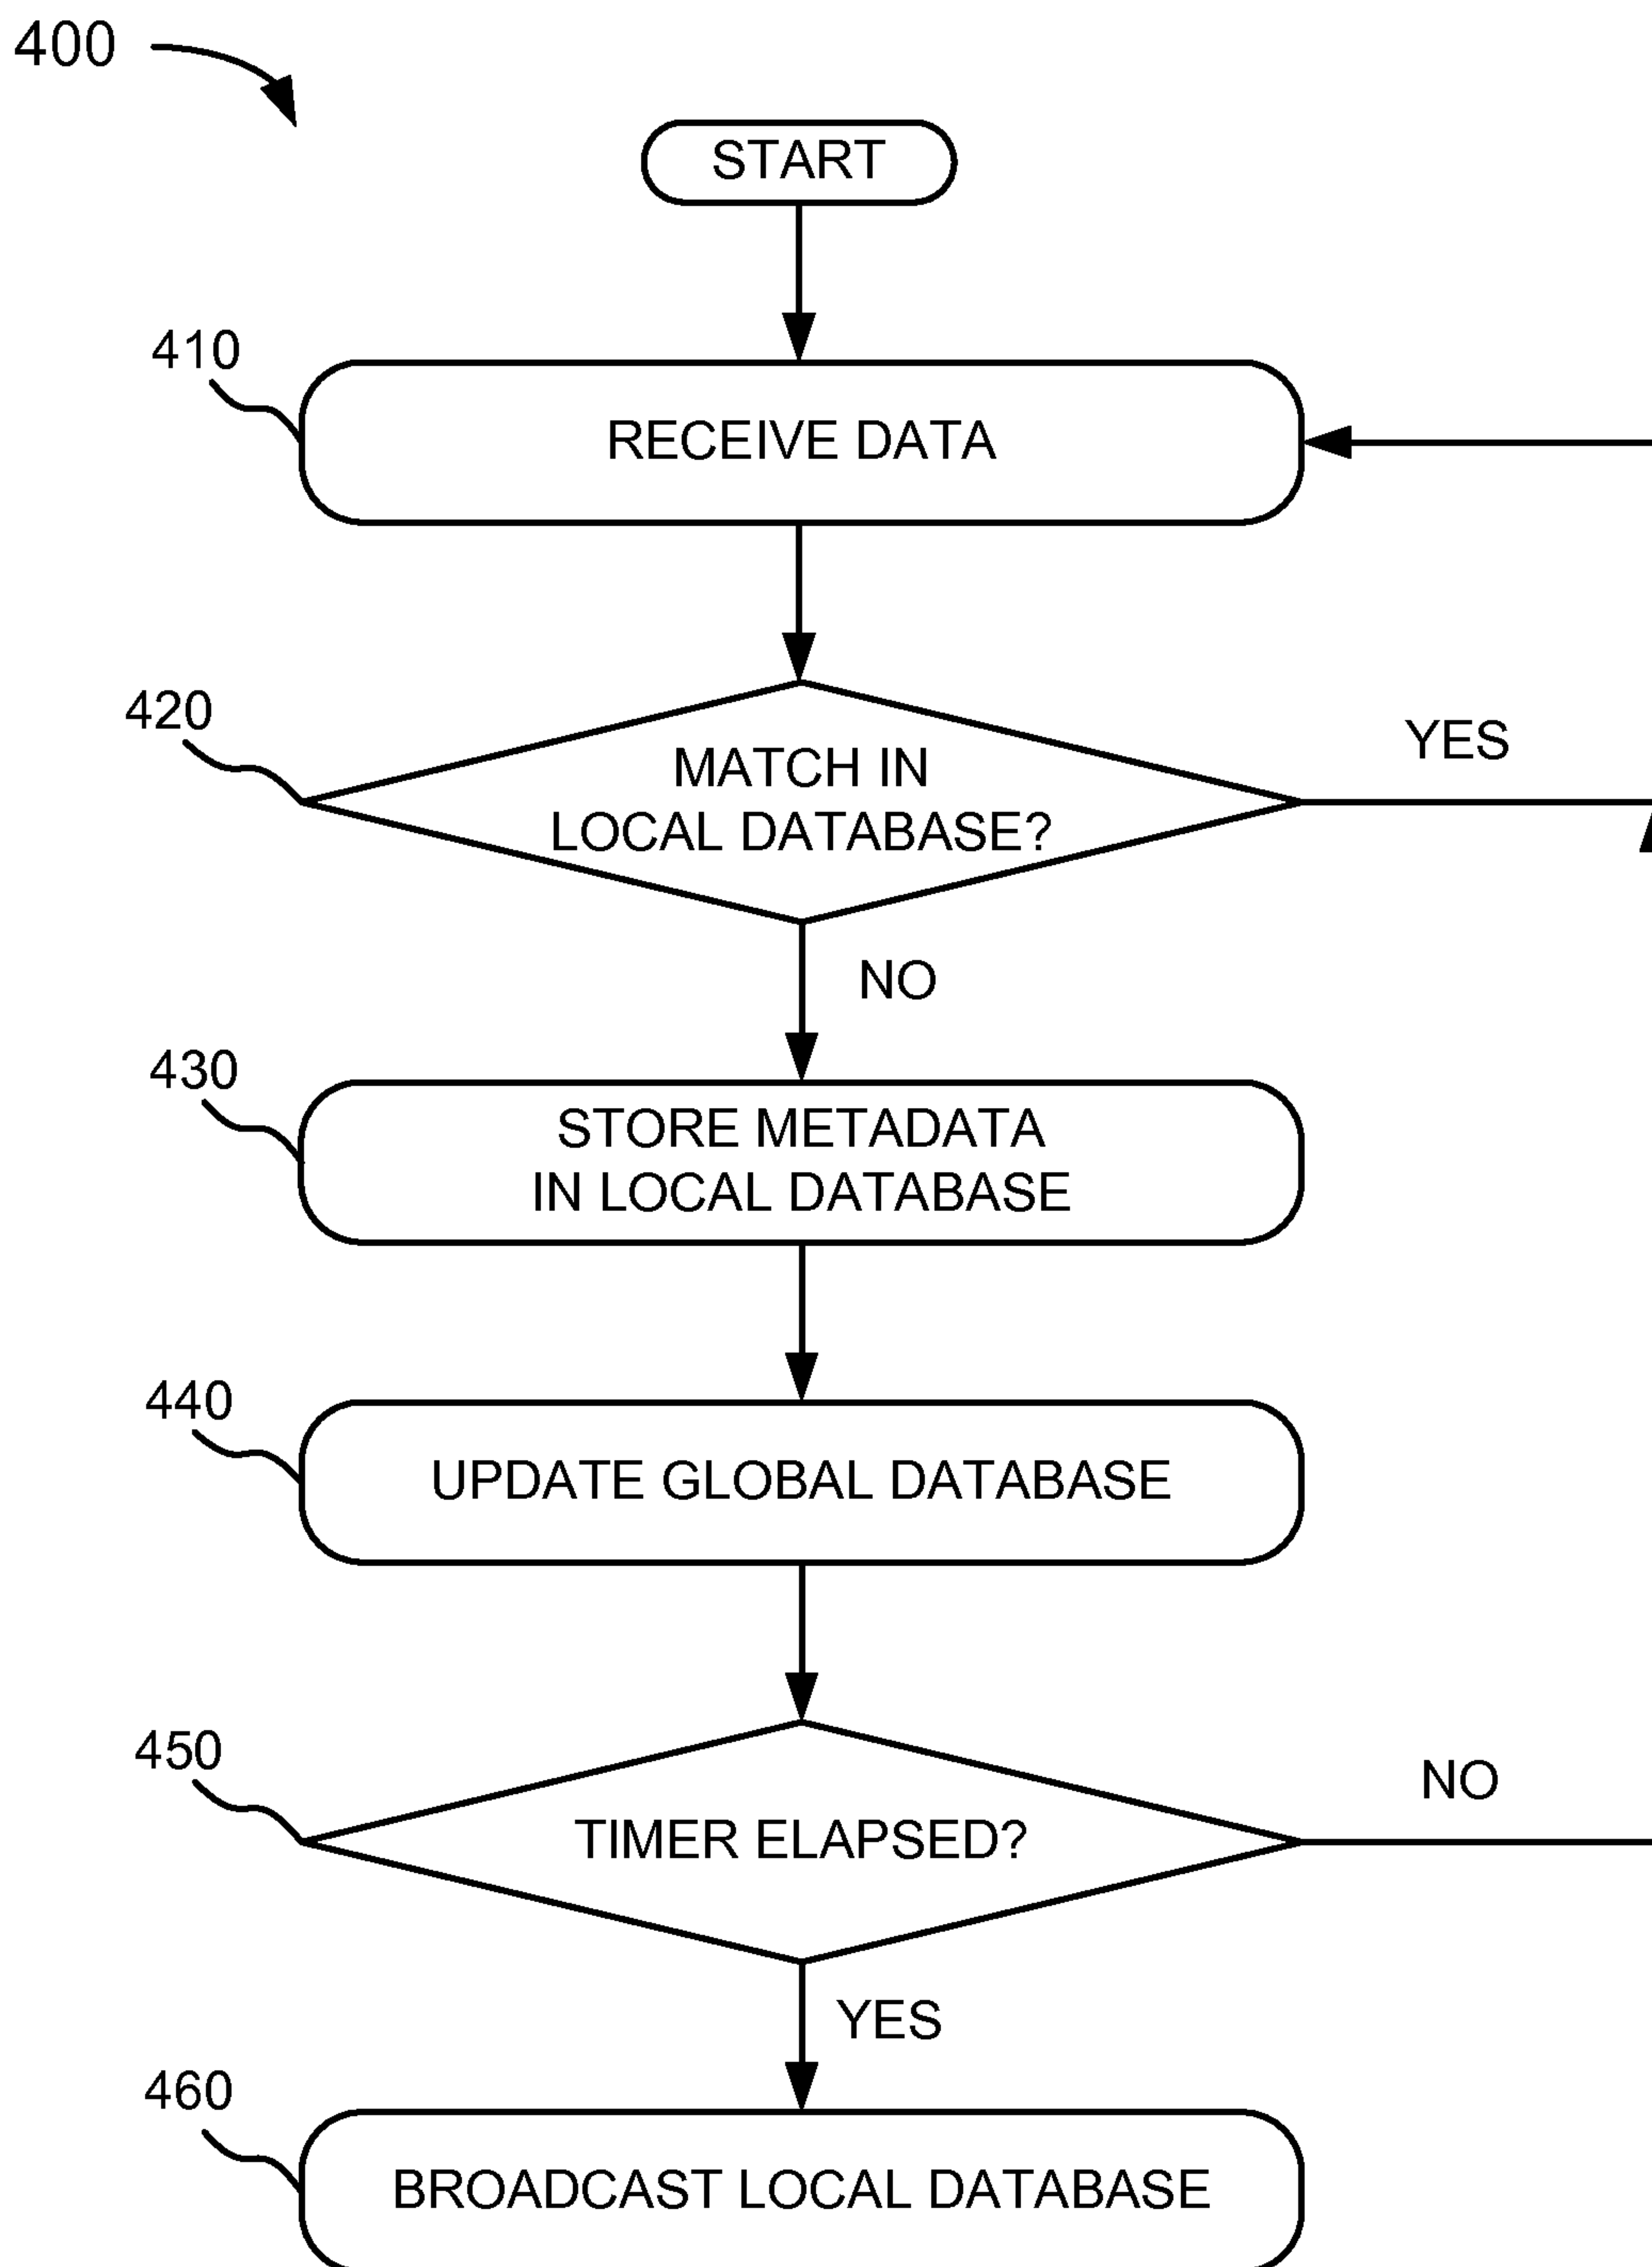 400
START
410
RECEIVE DATA
420
MATCH IN
LOCAL DATABASE?
YES
NO
430
STORE METADATA
IN LOCAL DATABASE
440
UPDATE GLOBAL DATABASE
450
TIMER ELAPSED?
NO
YES
460
BROADCAST LOCAL DATABASE